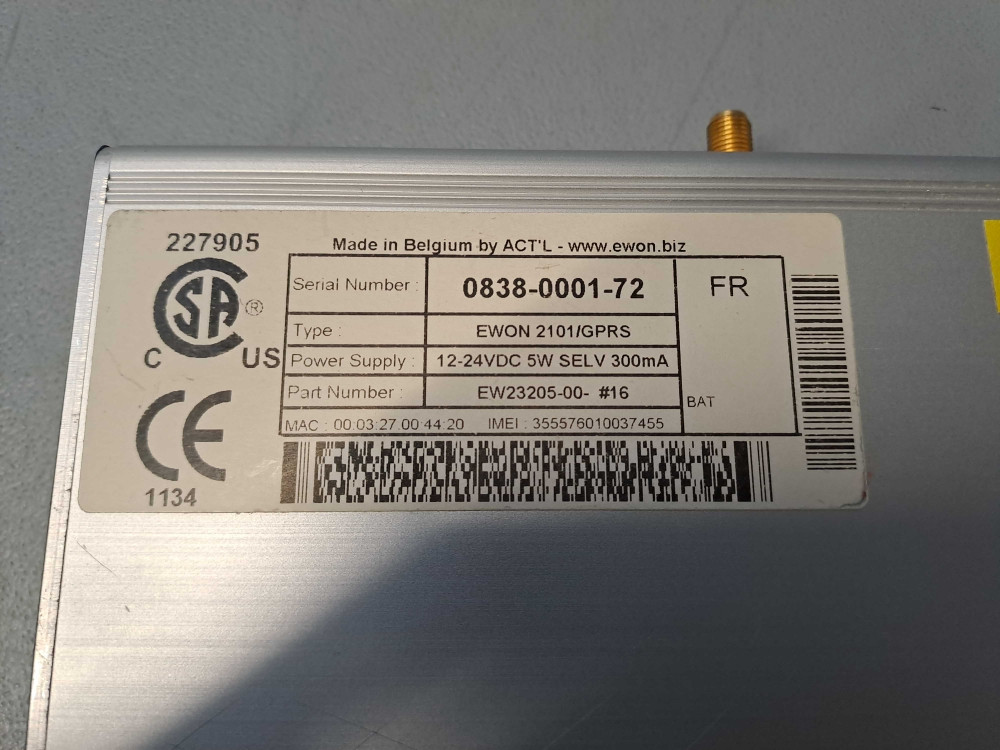 227905
Made in Belgium by ACT'L - www.ewon.biz
SA ®
C US
Serial Number : 0838-0001-72
FR
Type : EWON 2101/GPRS
Power Supply : 12-24VDC 5W SELV 300mA
Part Number : EW23205-00- #16
BAT
MAC : 00.03.27.00.44.20 IMEI : 355576010037455
CE
1134